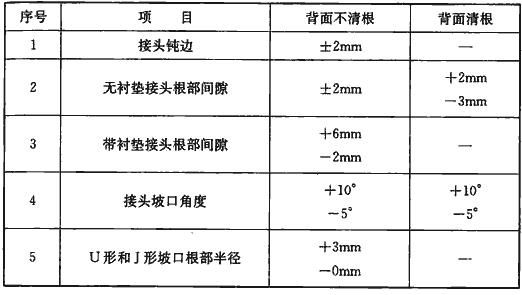 序号 项 目 背面不清根 背面清根
1 接头钝边 ±2mm —
2 无衬垫接头根部间隙 ±2mm +2mm
−3mm
3 带衬垫接头根部间隙 +6mm
−2mm —
4 接头坡口角度 +10° +10°
−5° −5°
5 U形和J形坡口根部半径 +3mm
−0mm —